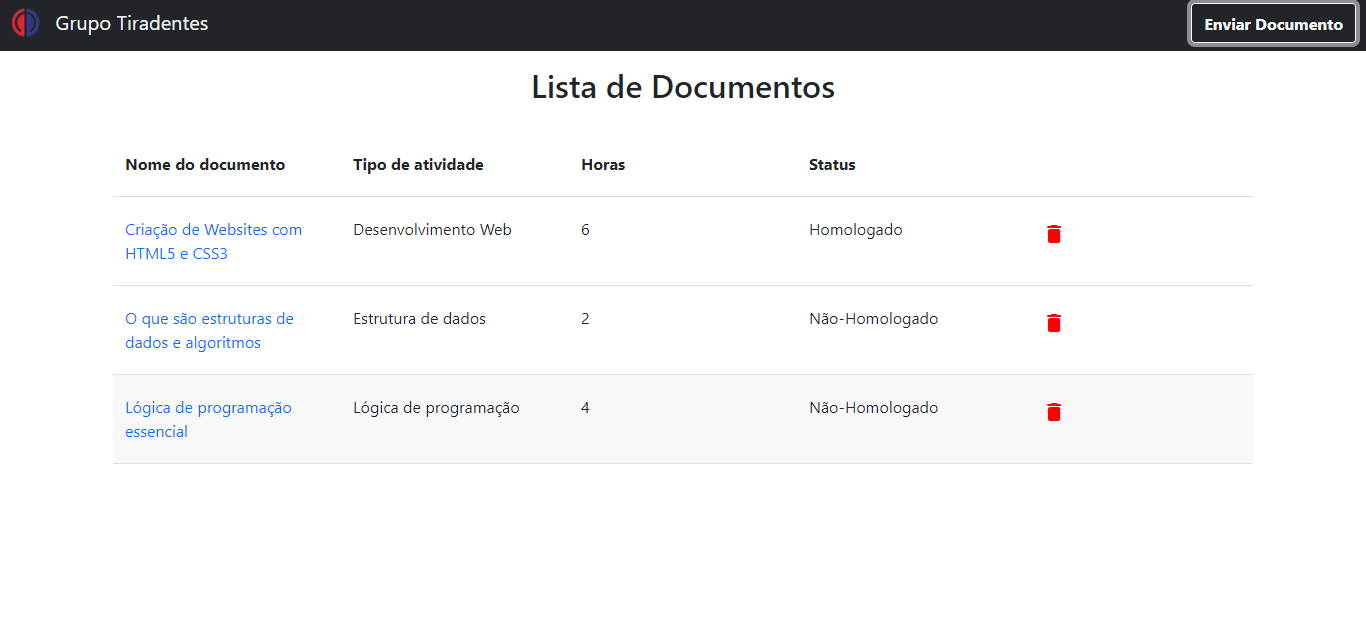 Grupo Tiradentes
Enviar Documento
Lista de Documentos
Nome do documento Tipo de atividade Horas Status
Criação de Websites com Desenvolvimento Web 6 Homologado
HTML5 e CSS3
O que são estruturas de Estrutura de dados 2 Não-Homologado
dados e algoritmos
Lógica de programação Lógica de programação 4 Não-Homologado
essencial